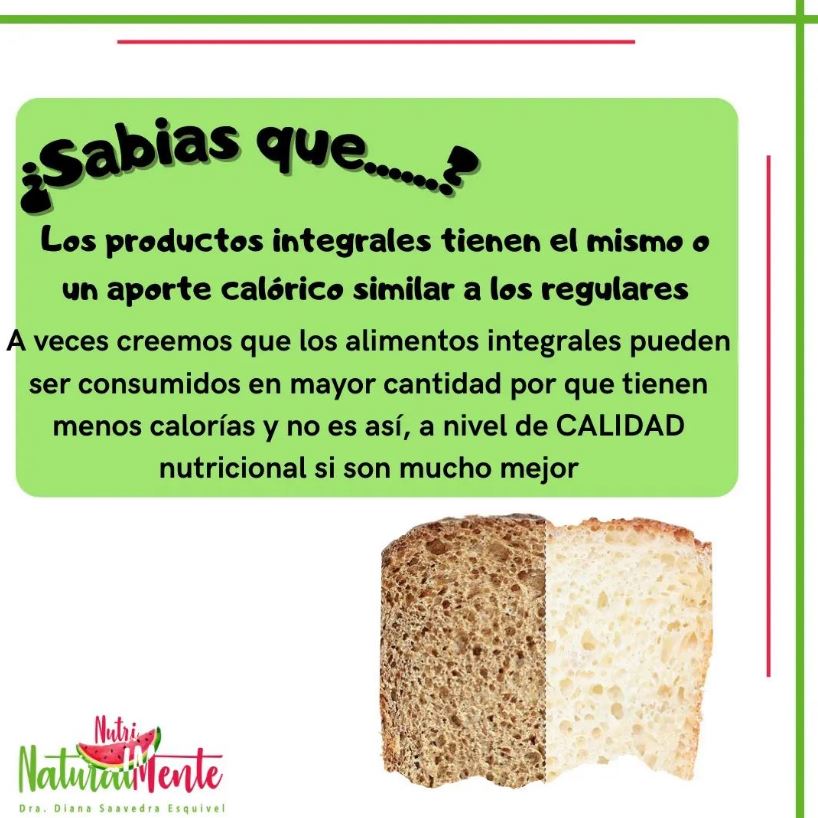 ¿Sabias que......?
Los productos integrales tienen el mismo o
un aporte calórico similar a los regulares
A veces creemos que los alimentos integrales pueden
ser consumidos en mayor cantidad por que tienen
menos calorías y no es así, a nivel de CALIDAD
nutricional si son mucho mejor
Nutri
NaturalMente
Dra. Diana Saavedra Esquivel